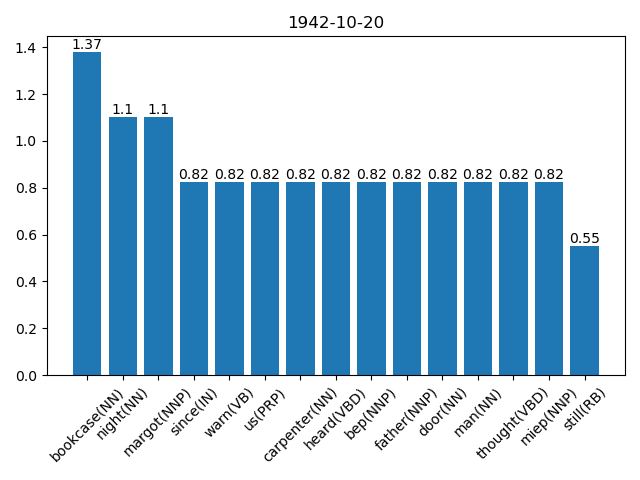 1942-10-20
1.4
1.2
1.0
0.8
0.6
0.4
0.2
0.0
1.37
1.1
1.1
0.82
0.82
0.82
0.82
0.82
0.82
0.82
0.82
0.82
0.82
0.82
0.55
bookcase(NN)
night(NN)
margot(NNP)
since(IN)
warn(VB)
us(PRP)
carpenter(NN)
heard(VBD)
bep(NNP)
father(NNP)
door(NN)
man(NN)
thought(VBD)
miep(NNP)
still(RB)